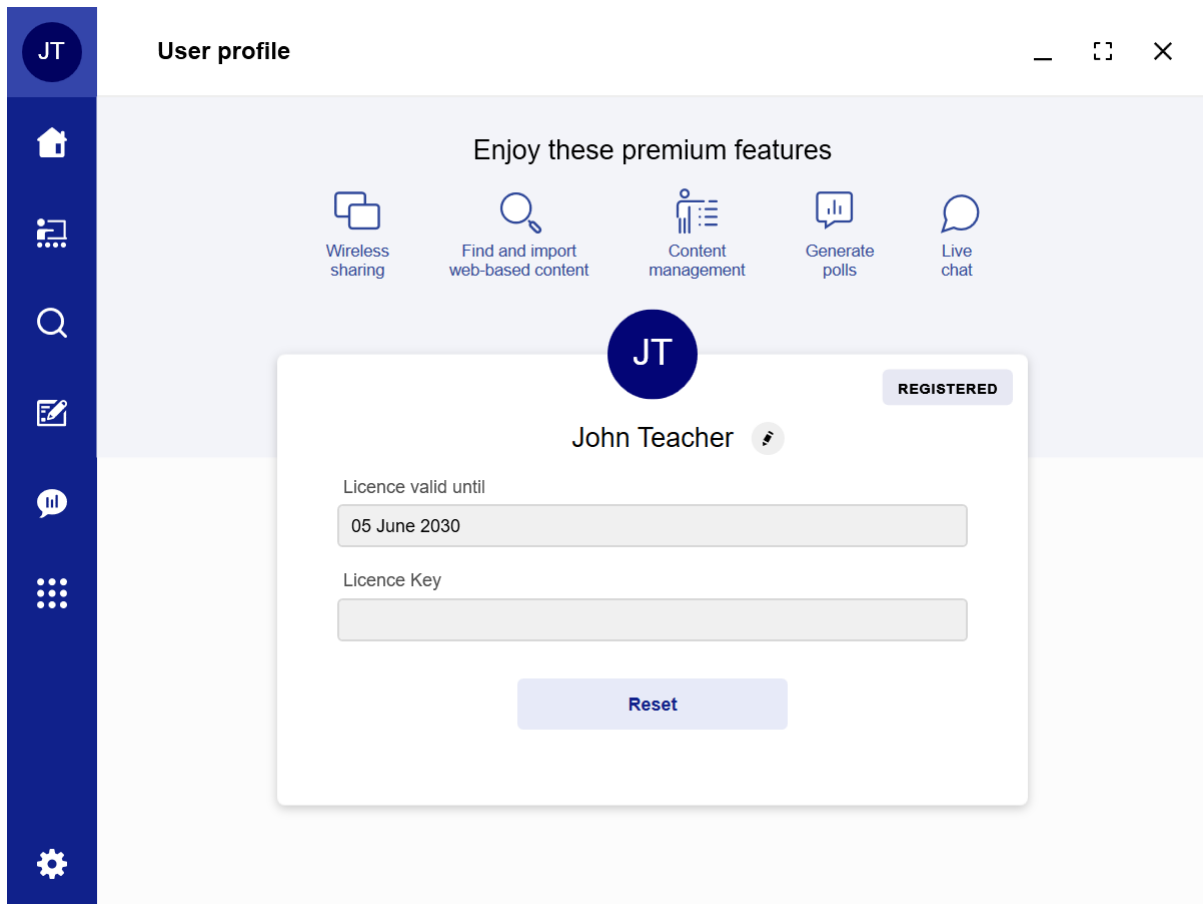 JT
User profile
Enjoy these premium features
Wireless
sharing
Find and import
web-based content
Content
management
Generate
polls
Live
chat
JT
REGISTERED
John Teacher
Licence valid until
05 June 2030
Licence Key
Reset